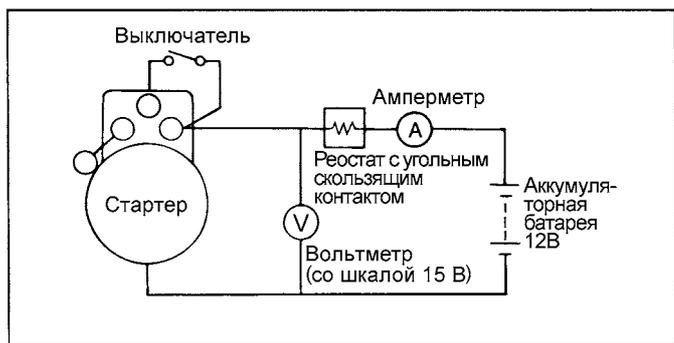 Выключатель
Амперметр
А
Реостат с угольным
скользящим
контактом
Стартер
V
Вольтметр
(со шкалой 15 В)
Аккумуля-
торная
батарея
12В